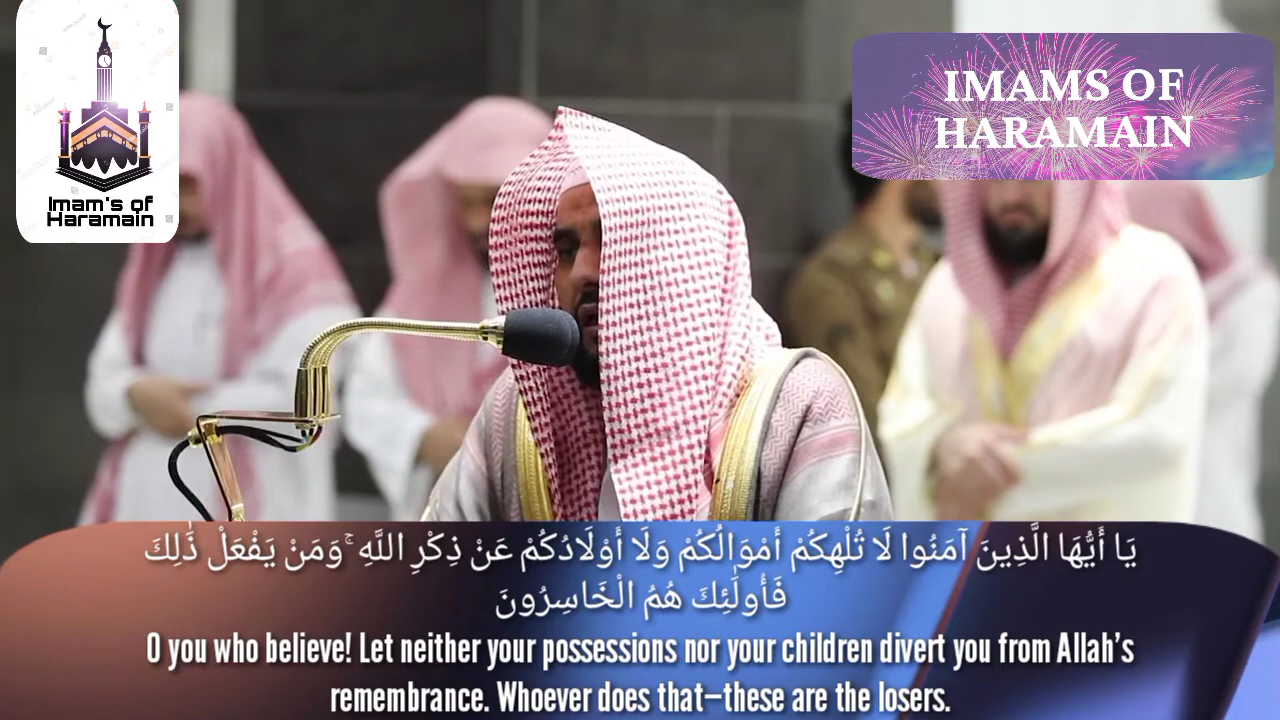 Imam's of
Haramain
IMAMS OF
HARAMAIN
يَا أَيُّهَا الَّذِينَ آمَنُوا لَا تُلْهِكُمْ أَمْوَالُكُمْ وَلَا أَوْلَادُكُمْ عَنْ ذِكْرِ اللَّهِ ۚ وَمَنْ يَفْعَلْ ذَٰلِكَ
فَأُولَٰئِكَ هُمُ الْخَاسِرُونَ
O you who believe! Let neither your possessions nor your children divert you from Allah’s
remembrance. Whoever does that—these are the losers.